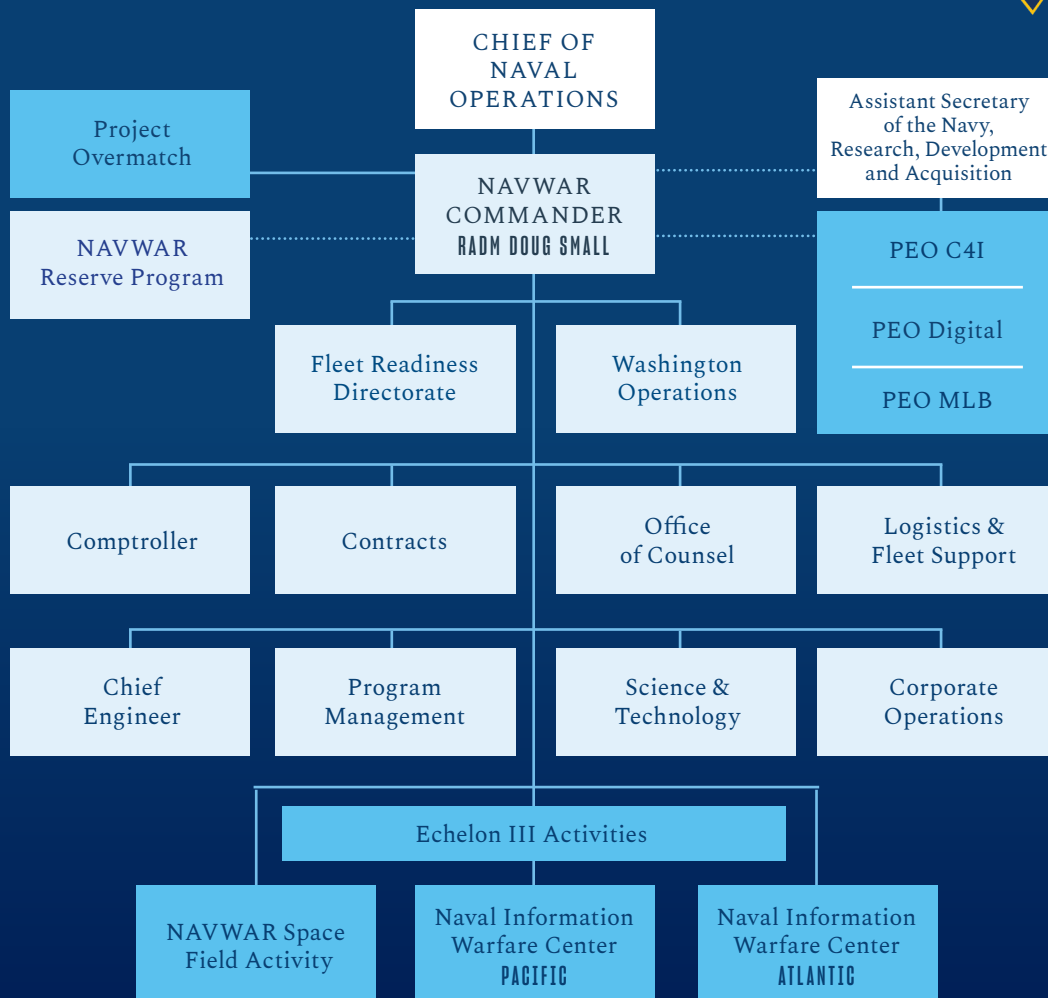 CHIEF OF
NAVAL
OPERATIONS
Project
Overmatch
Assistant Secretary
of the Navy,
Research, Development
and Acquisition
NAVWAR
COMMANDER
RADM DOUG SMALL
NAVWAR
Reserve Program
PEO C4I
PEO Digital
PEO MLB
Fleet Readiness
Directorate
Washington
Operations
Comptroller
Contracts
Office
of Counsel
Logistics &
Fleet Support
Chief
Engineer
Program
Management
Science &
Technology
Corporate
Operations
Echelon III Activities
NAVWAR Space
Field Activity
Naval Information
Warfare Center
PACIFIC
Naval Information
Warfare Center
ATLANTIC